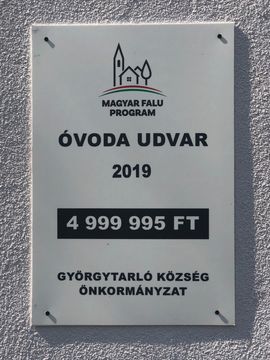 MAGYAR FALU
PROGRAM
ÓVODA UDVAR
2019
4 999 995 FT
GYÖRGYTARLÓ KÖZSÉG
ÖNKORMÁNYZAT